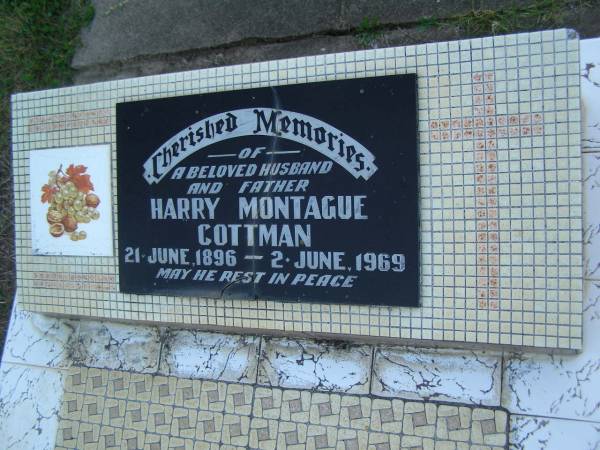 Cherished Memories.
— OF —
A BELOVED HUSBAND
AND FATHER
HARRY MONTAGUE
COTTMAN
21·JUNE,1896 — 2·JUNE,1969
MAY HE REST IN PEACE